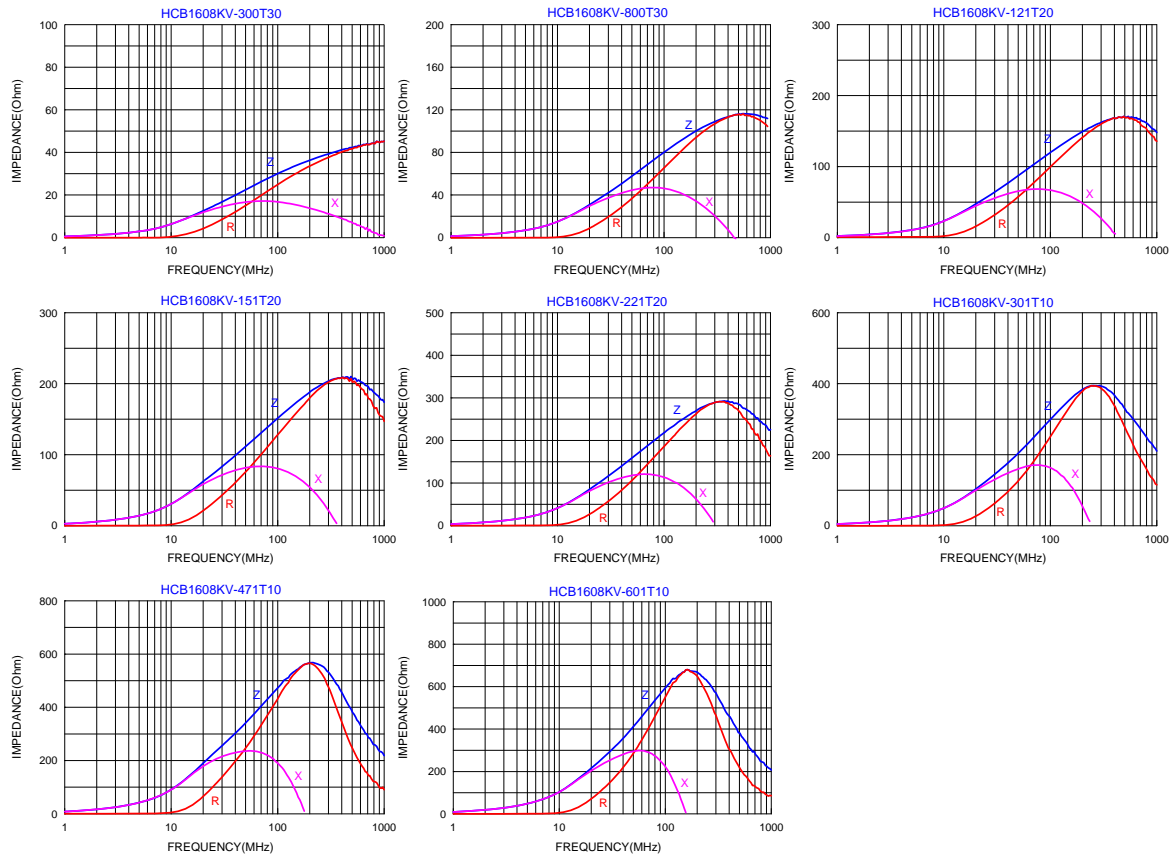 HCB1608KV-300T30
IMPEDANCE(Ohm)
100
80
60
40
20
0
Z
R
X
1 10 100 1000
FREQUENCY(MHz)
HCB1608KV-800T30
IMPEDANCE(Ohm)
200
160
120
80
40
0
Z
R
X
1 10 100 1000
FREQUENCY(MHz)
HCB1608KV-121T20
IMPEDANCE(Ohm)
300
200
100
0
Z
R
X
1 10 100 1000
FREQUENCY(MHz)
HCB1608KV-151T20
IMPEDANCE(Ohm)
300
200
100
0
Z
R
X
1 10 100 1000
FREQUENCY(MHz)
HCB1608KV-221T20
IMPEDANCE(Ohm)
500
400
300
200
100
0
Z
R
X
1 10 100 1000
FREQUENCY(MHz)
HCB1608KV-301T10
IMPEDANCE(Ohm)
600
400
200
0
Z
R
X
1 10 100 1000
FREQUENCY(MHz)
HCB1608KV-471T10
IMPEDANCE(Ohm)
800
600
400
200
0
Z
R
X
1 10 100 1000
FREQUENCY(MHz)
HCB1608KV-601T10
IMPEDANCE(Ohm)
1000
800
700
500
300
100
0
Z
R
X
1 10 100 1000
FREQUENCY(MHz)